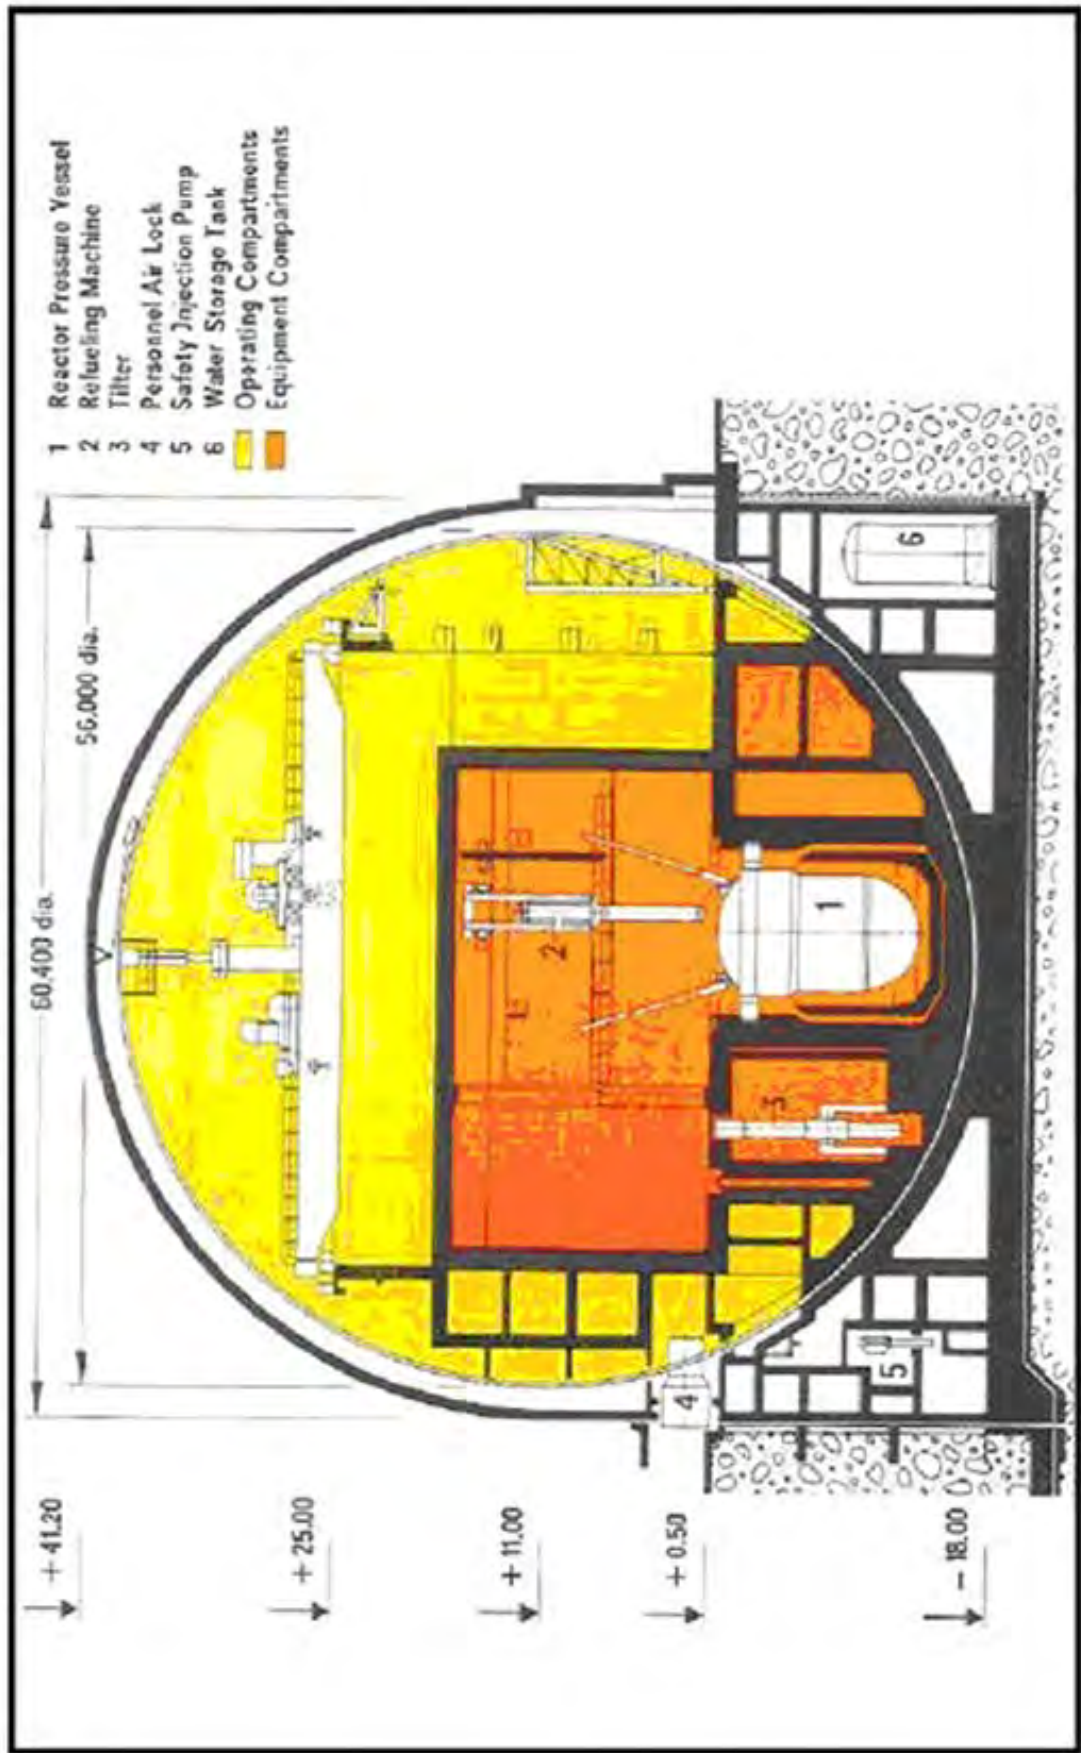 1 Reactor Pressure Vessel
2 Refueling Machine
3 Tilter
4 Personnel Air Lock
5 Safety Injection Pump
6 Water Storage Tank
Operating Compartments
Equipment Compartments
60.400 dia.
56.000 dia.
+ 41.20
+ 25.00
+ 11.00
+ 0.50
- 18.00
1
2
3
4
5
6